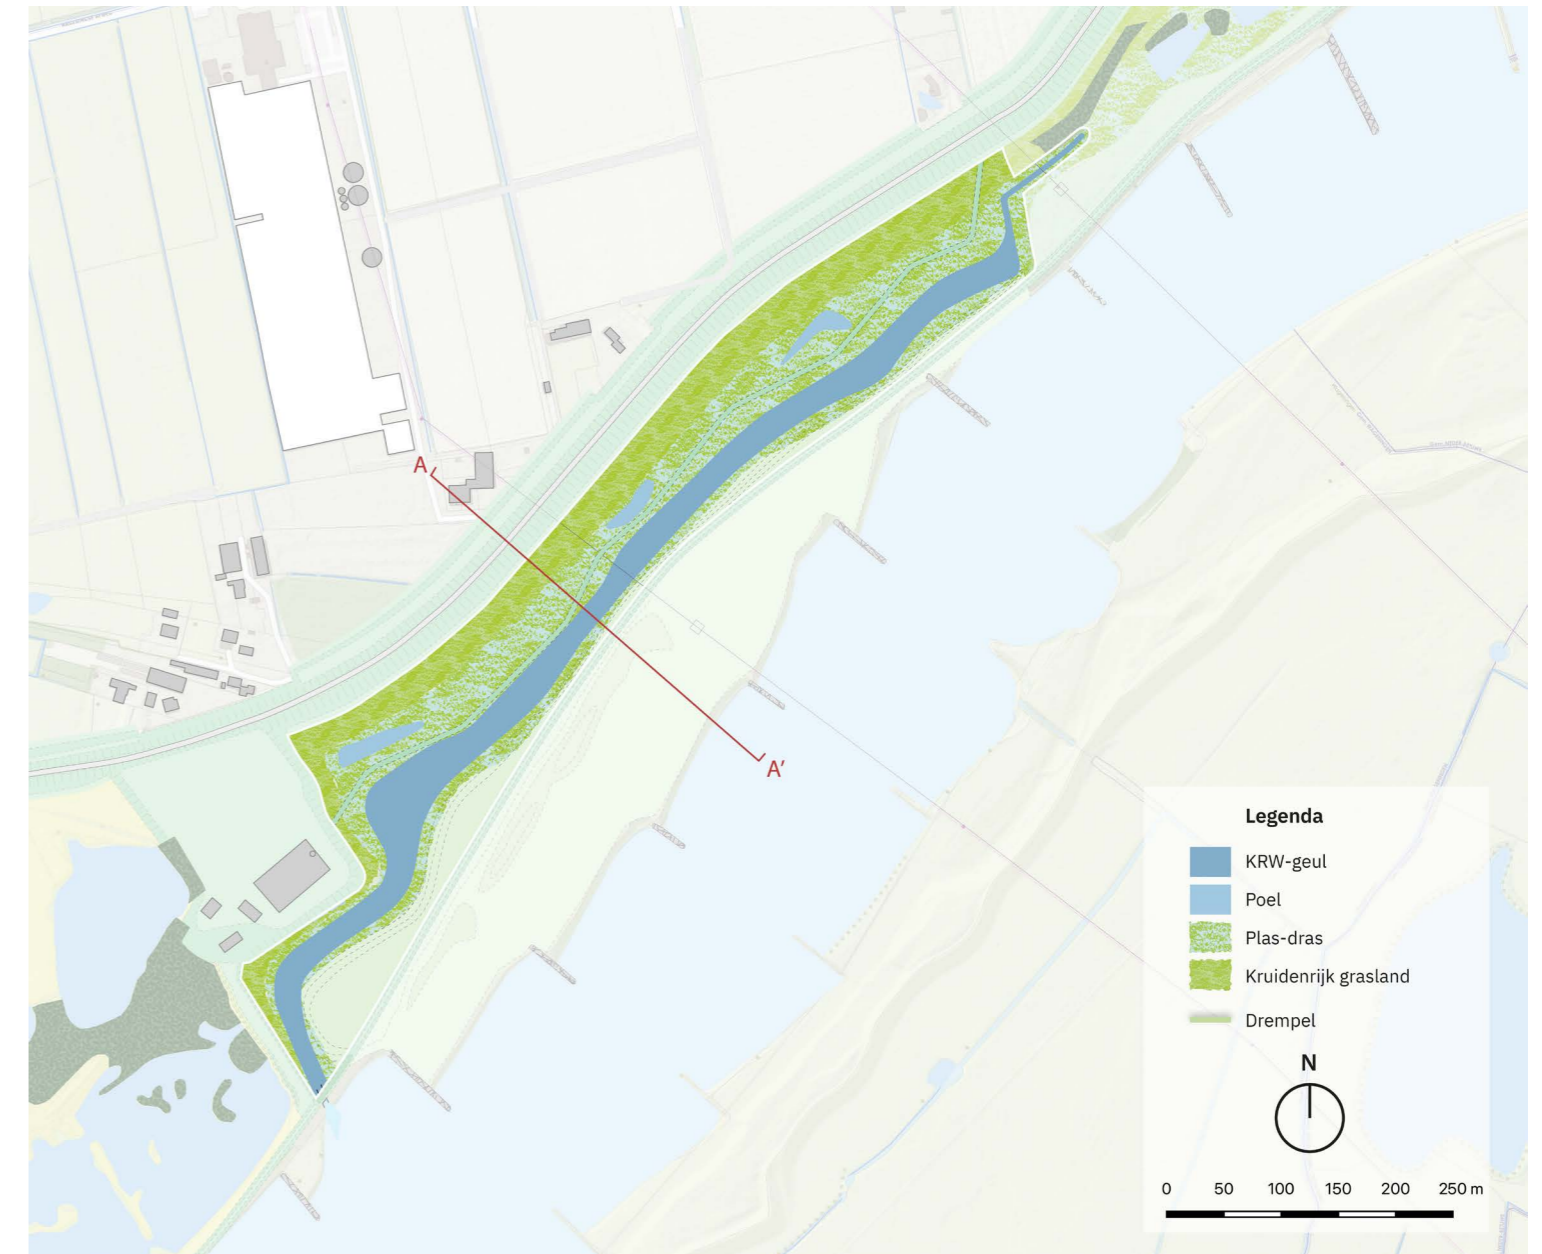 A
A'
Legenda
KRW-geul
Poel
Plas-dras
Kruidenrijk grasland
Drempel
N
0 50 100 150 200 250 m